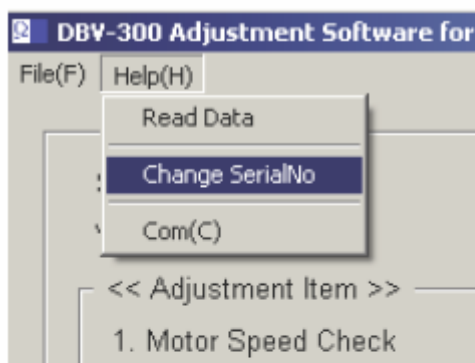 DBV-300 Adjustment Software for
File(F) Help(H)
Read Data
Change SerialNo
Com(C)
<< Adjustment Item >>
1. Motor Speed Check